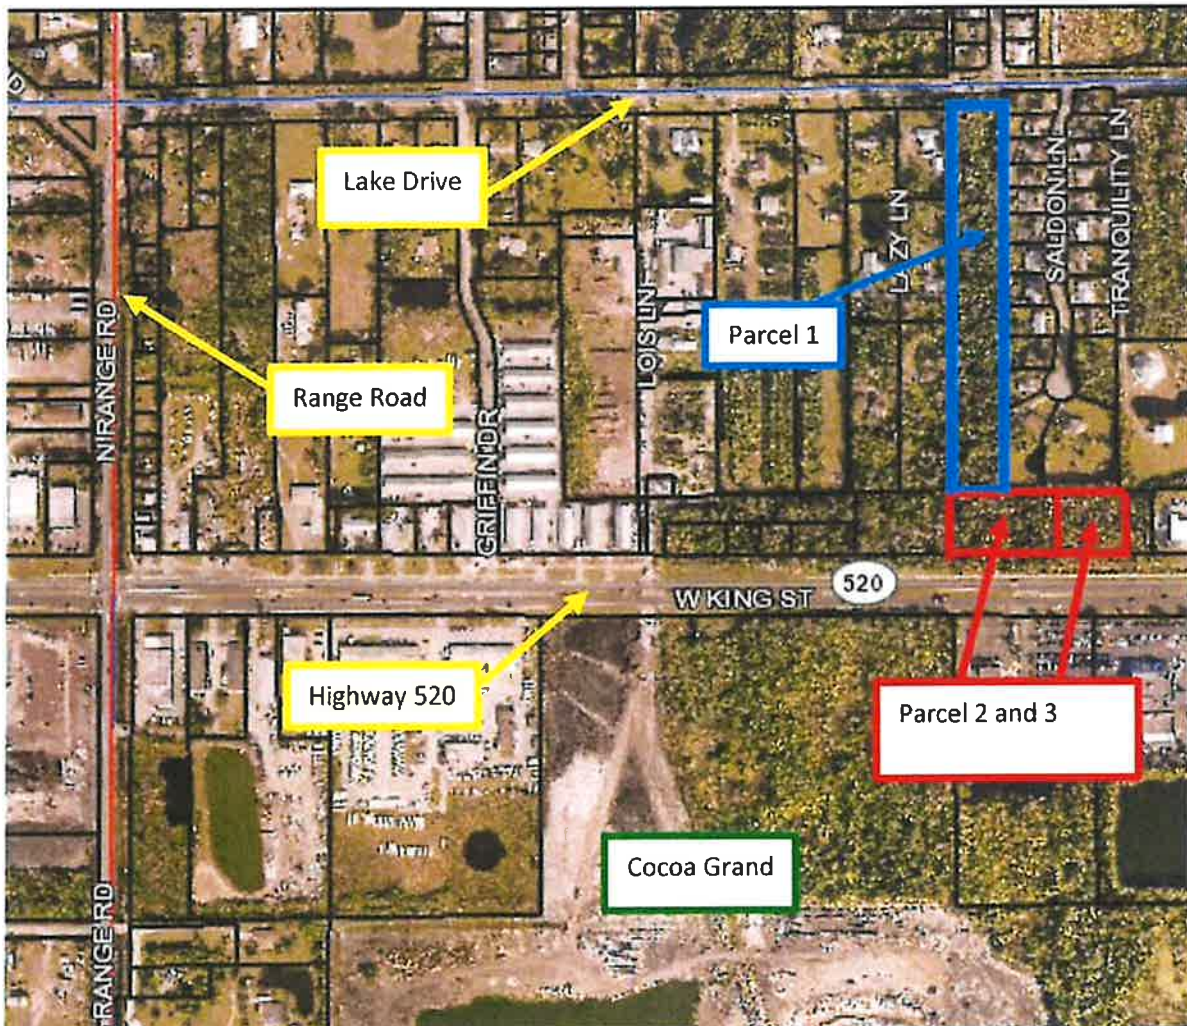 D
Lake Drive
SALDON LN
TRANQUILITY LN
LAZY LN
N RANGE RD
Parcel 1
LOIS LN
Range Road
GRIFFEN DR
520
W KING ST
Highway 520
Parcel 2 and 3
Cocoa Grand
RANGE RD